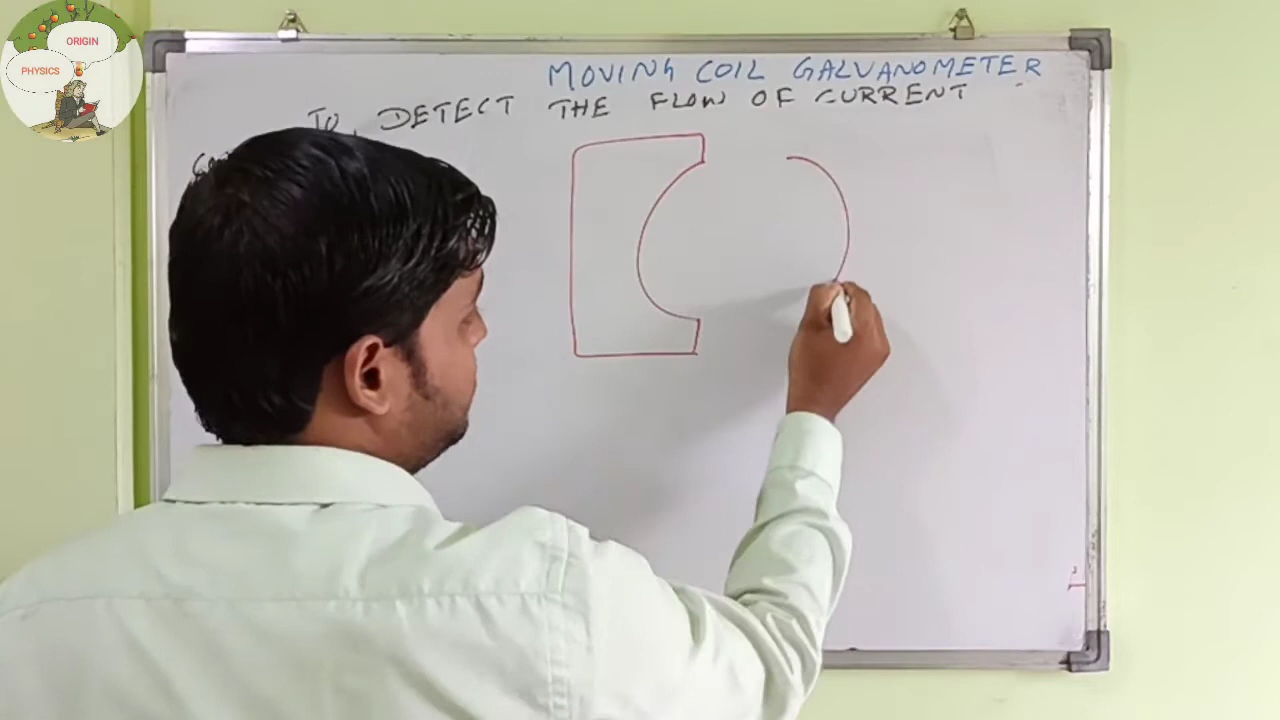 ORIGIN
PHYSICS
MOVING COIL GALVANOMETER
TO DETECT THE FLOW OF CURRENT